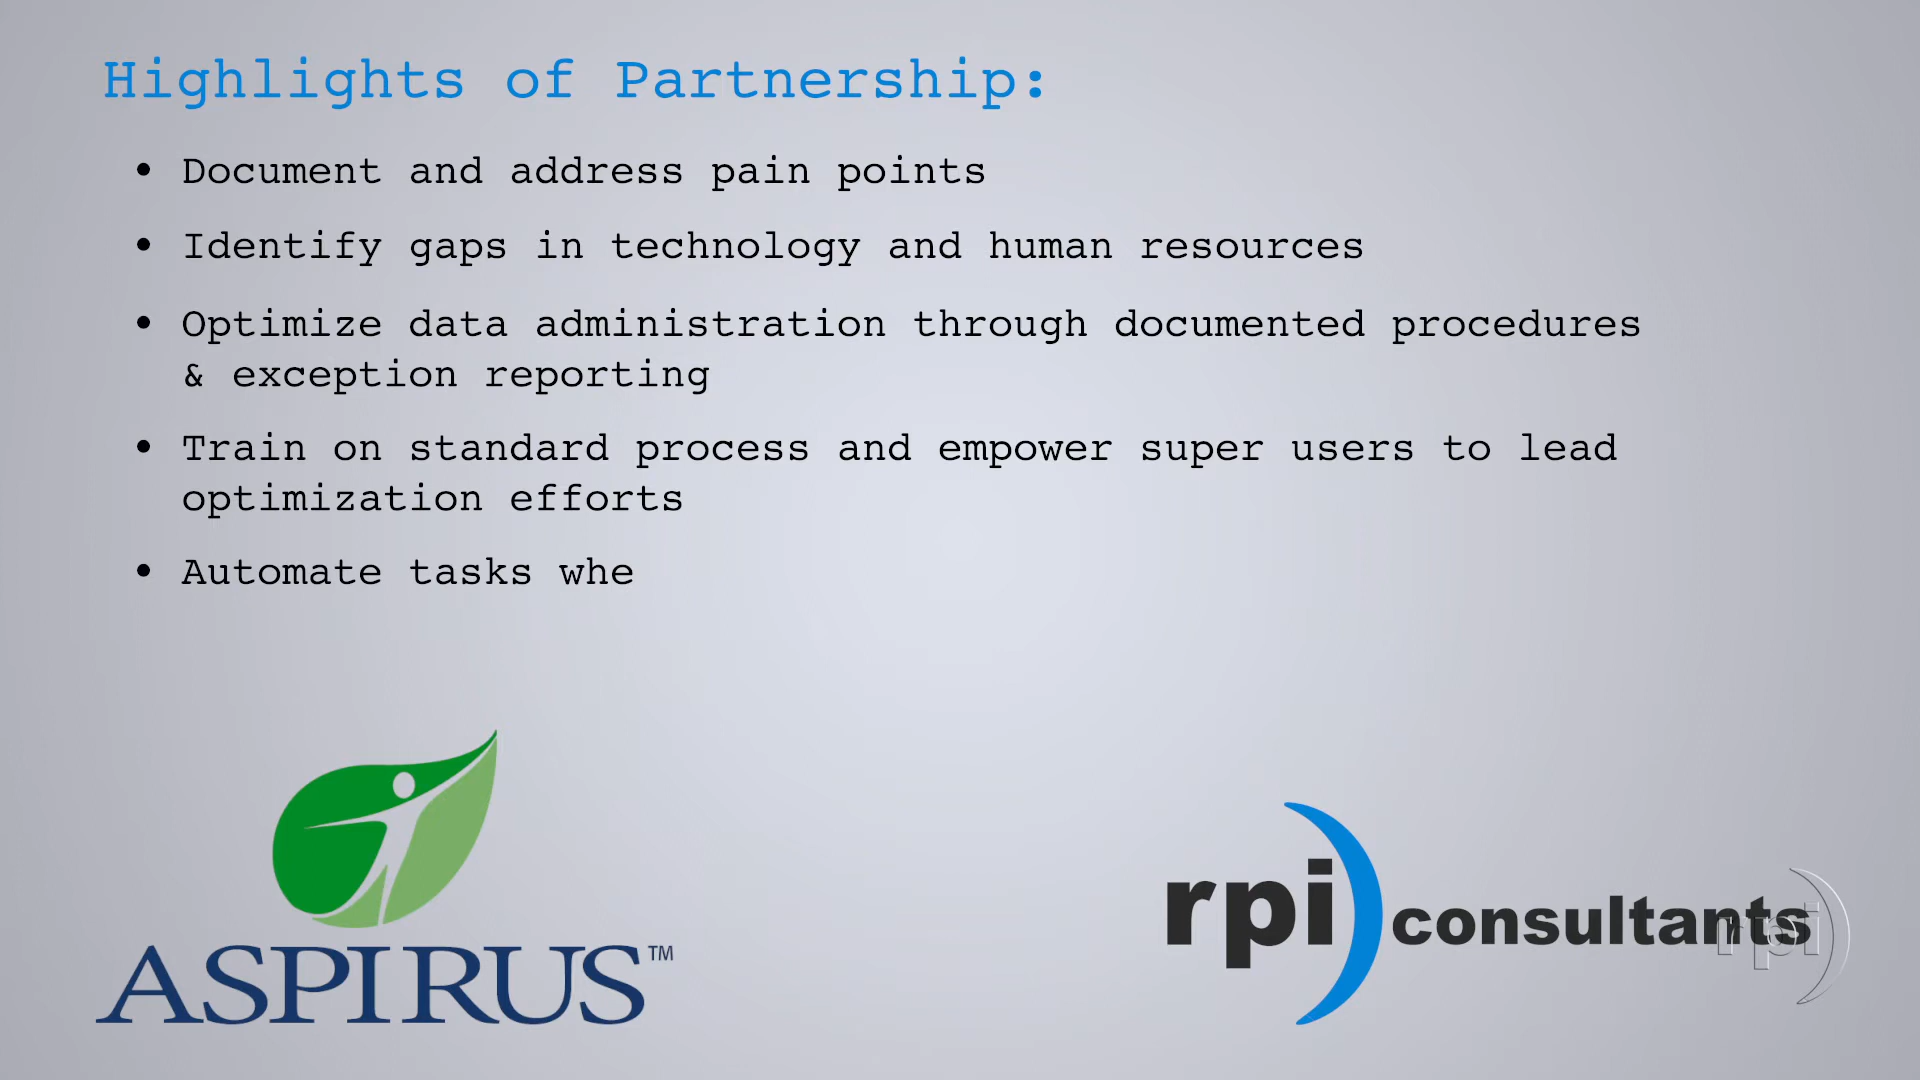 Highlights of Partnership:
• Document and address pain points
• Identify gaps in technology and human resources
• Optimize data administration through documented procedures
& exception reporting
• Train on standard process and empower super users to lead
optimization efforts
• Automate tasks whe
ASPIRUS™
rpi consultants
rpi